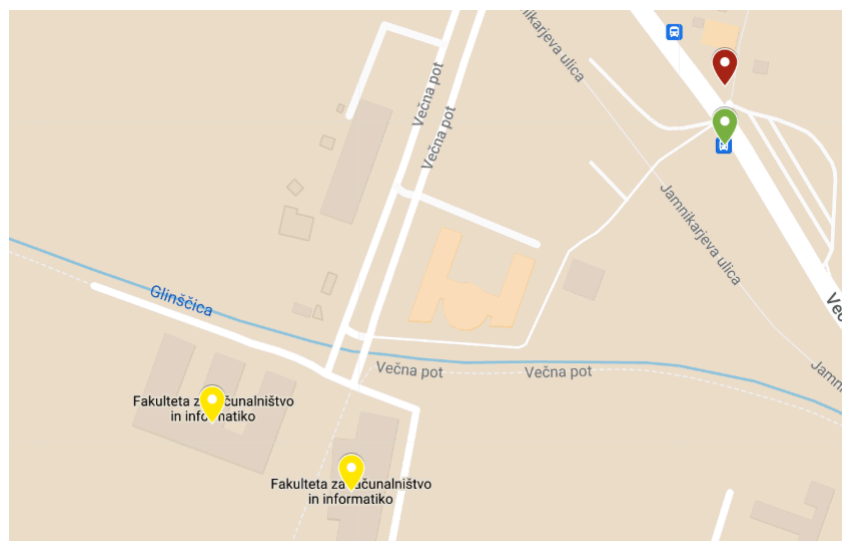 Jamnikarjeva ulica
Večna pot
Večna pot
Jamnikarjeva ulica
Glinščica
Večna pot
Večna pot
Fakulteta za računalništvo
in informatiko
Fakulteta za računalništvo
in informatiko